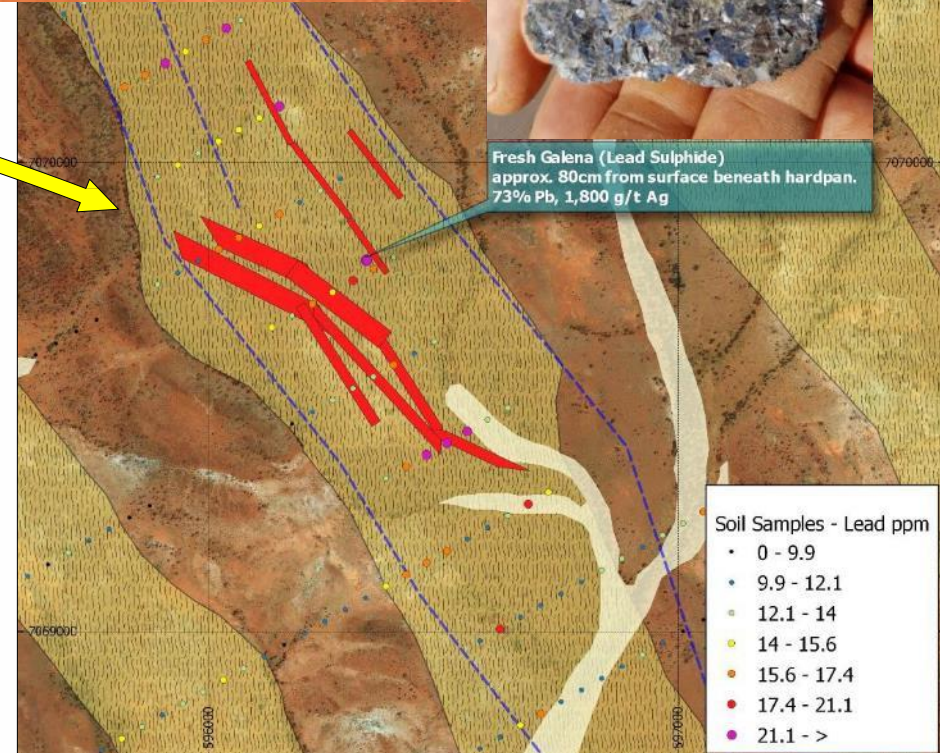 7070000
7070000
Fresh Galena (Lead Sulphide)
approx. 80cm from surface beneath hardpan.
73% Pb, 1,800 g/t Ag
7069000
596000
597000
Soil Samples - Lead ppm
0 - 9.9
9.9 - 12.1
12.1 - 14
14 - 15.6
15.6 - 17.4
17.4 - 21.1
21.1 - >